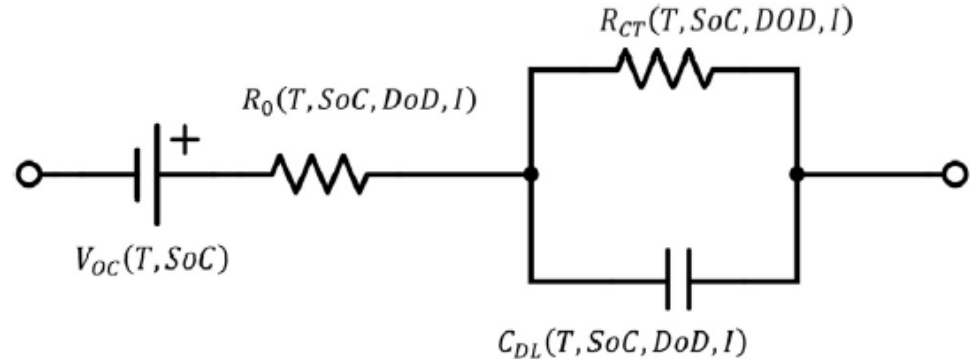 R_CT(T,SoC,DOD,I)
R_0(T,SoC,DoD,I)
+
V_OC(T,SoC)
C_DL(T,SoC,DoD,I)